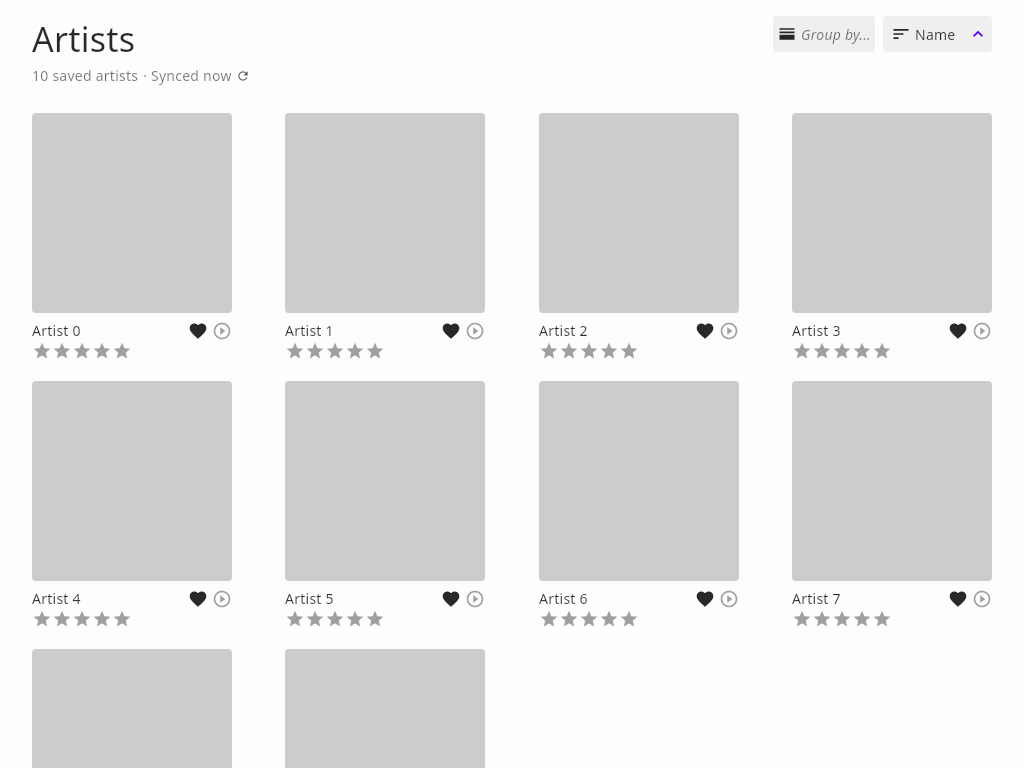 Artists
Group by...
Name
10 saved artists · Synced now
Artist 0
Artist 1
Artist 2
Artist 3
Artist 4
Artist 5
Artist 6
Artist 7